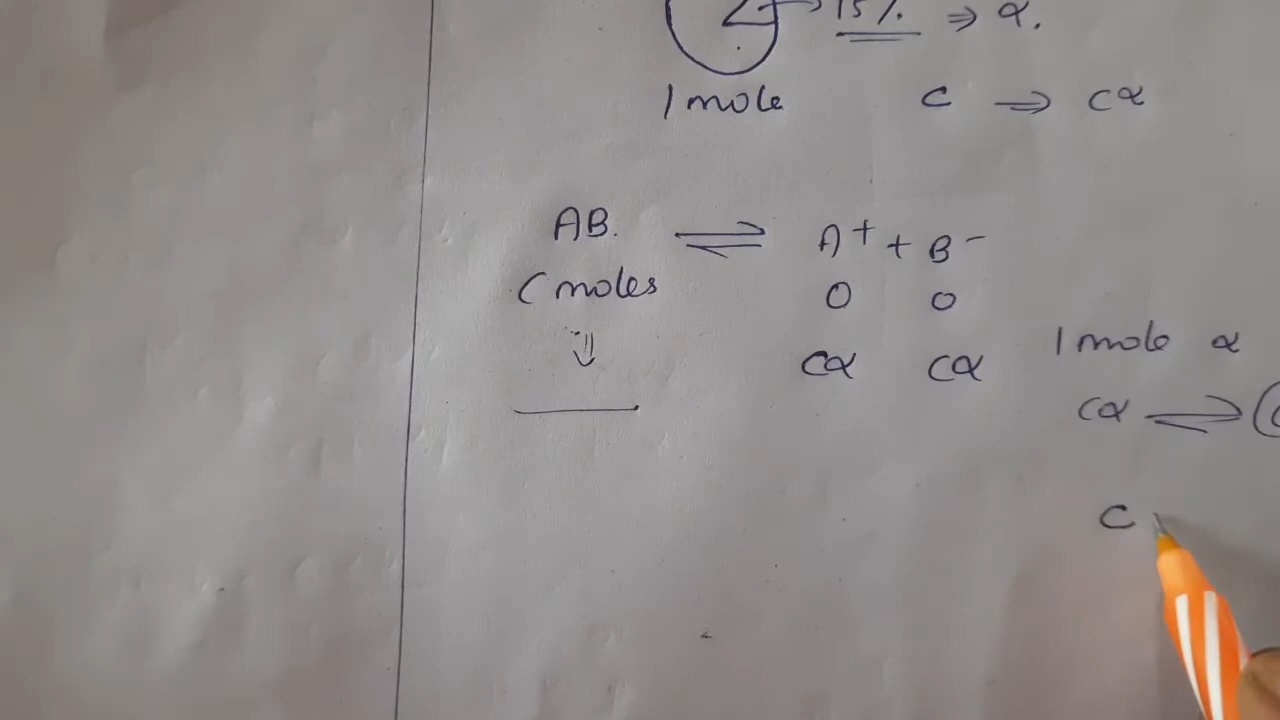 15% ⇒ α.
1 mole C ⇒ Cα
AB. ⇌ A⁺ + B⁻
C moles 0 0
⇓ Cα Cα 1 mole α
Cα ⇌
C